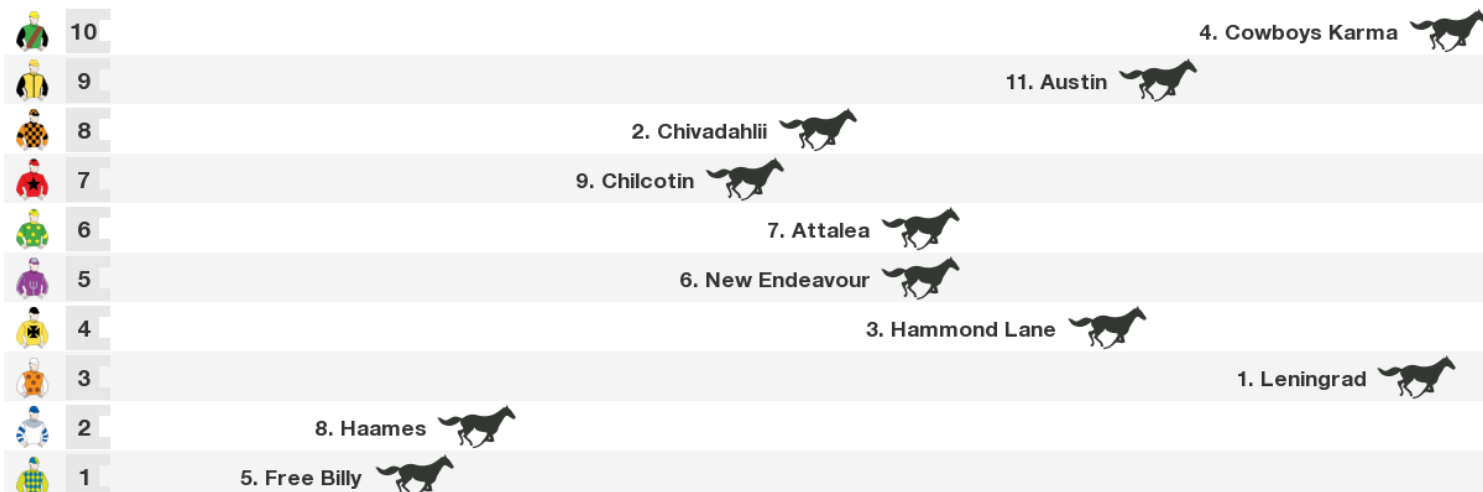 10 4. Cowboys Karma
9 11. Austin
8 2. Chivadahlii
7 9. Chilcotin
6 7. Attalea
5 6. New Endeavour
4 3. Hammond Lane
3 1. Leningrad
2 8. Haames
1 5. Free Billy